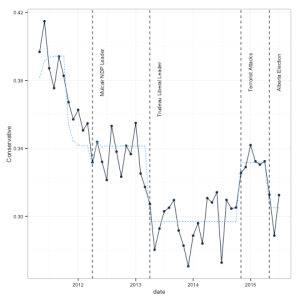 0.42
0.38
0.34
0.30
Conservative
Mulcair NDP Leader
Trudeau Liberal Leader
Terrorist Attacks
Alberta Election
2012
2013
2014
2015
date